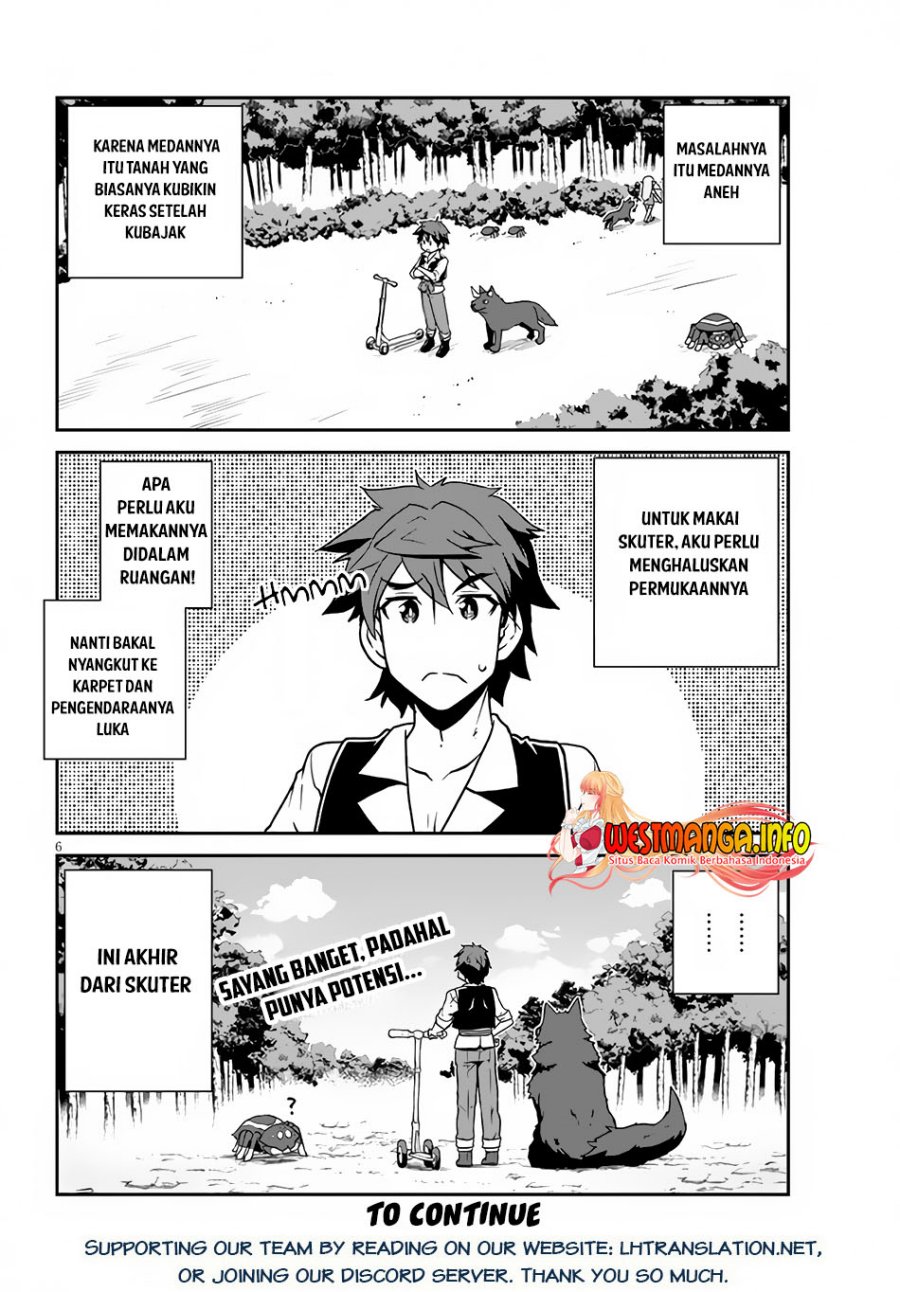 MASALAHNYA
ITU MEDANNYA
ANEH
KARENA MEDANNYA
ITU TANAH YANG
BIASANYA KUBIKIN
KERAS SETELAH
KUBAJAK
UNTUK MAKAI
SKUTER, AKU PERLU
MENGHALUSKAN
PERMUKAANNYA
HMMMM
APA
PERLU AKU
MEMAKANNYA
DIDALAM
RUANGAN!
NANTI BAKAL
NYANGKUT KE
KARPET DAN
PENGENDARAANYA
LUKA
6
WESTMANGA.INFO
Situs Baca Komik Berbahasa Indonesia
... ...
SAYANG BANGET, PADAHAL
PUNYA POTENSI...
INI AKHIR
DARI SKUTER
?
TO CONTINUE
SUPPORTING OUR TEAM BY READING ON OUR WEBSITE: LHTRANSLATION.NET,
OR JOINING OUR DISCORD SERVER. THANK YOU SO MUCH.